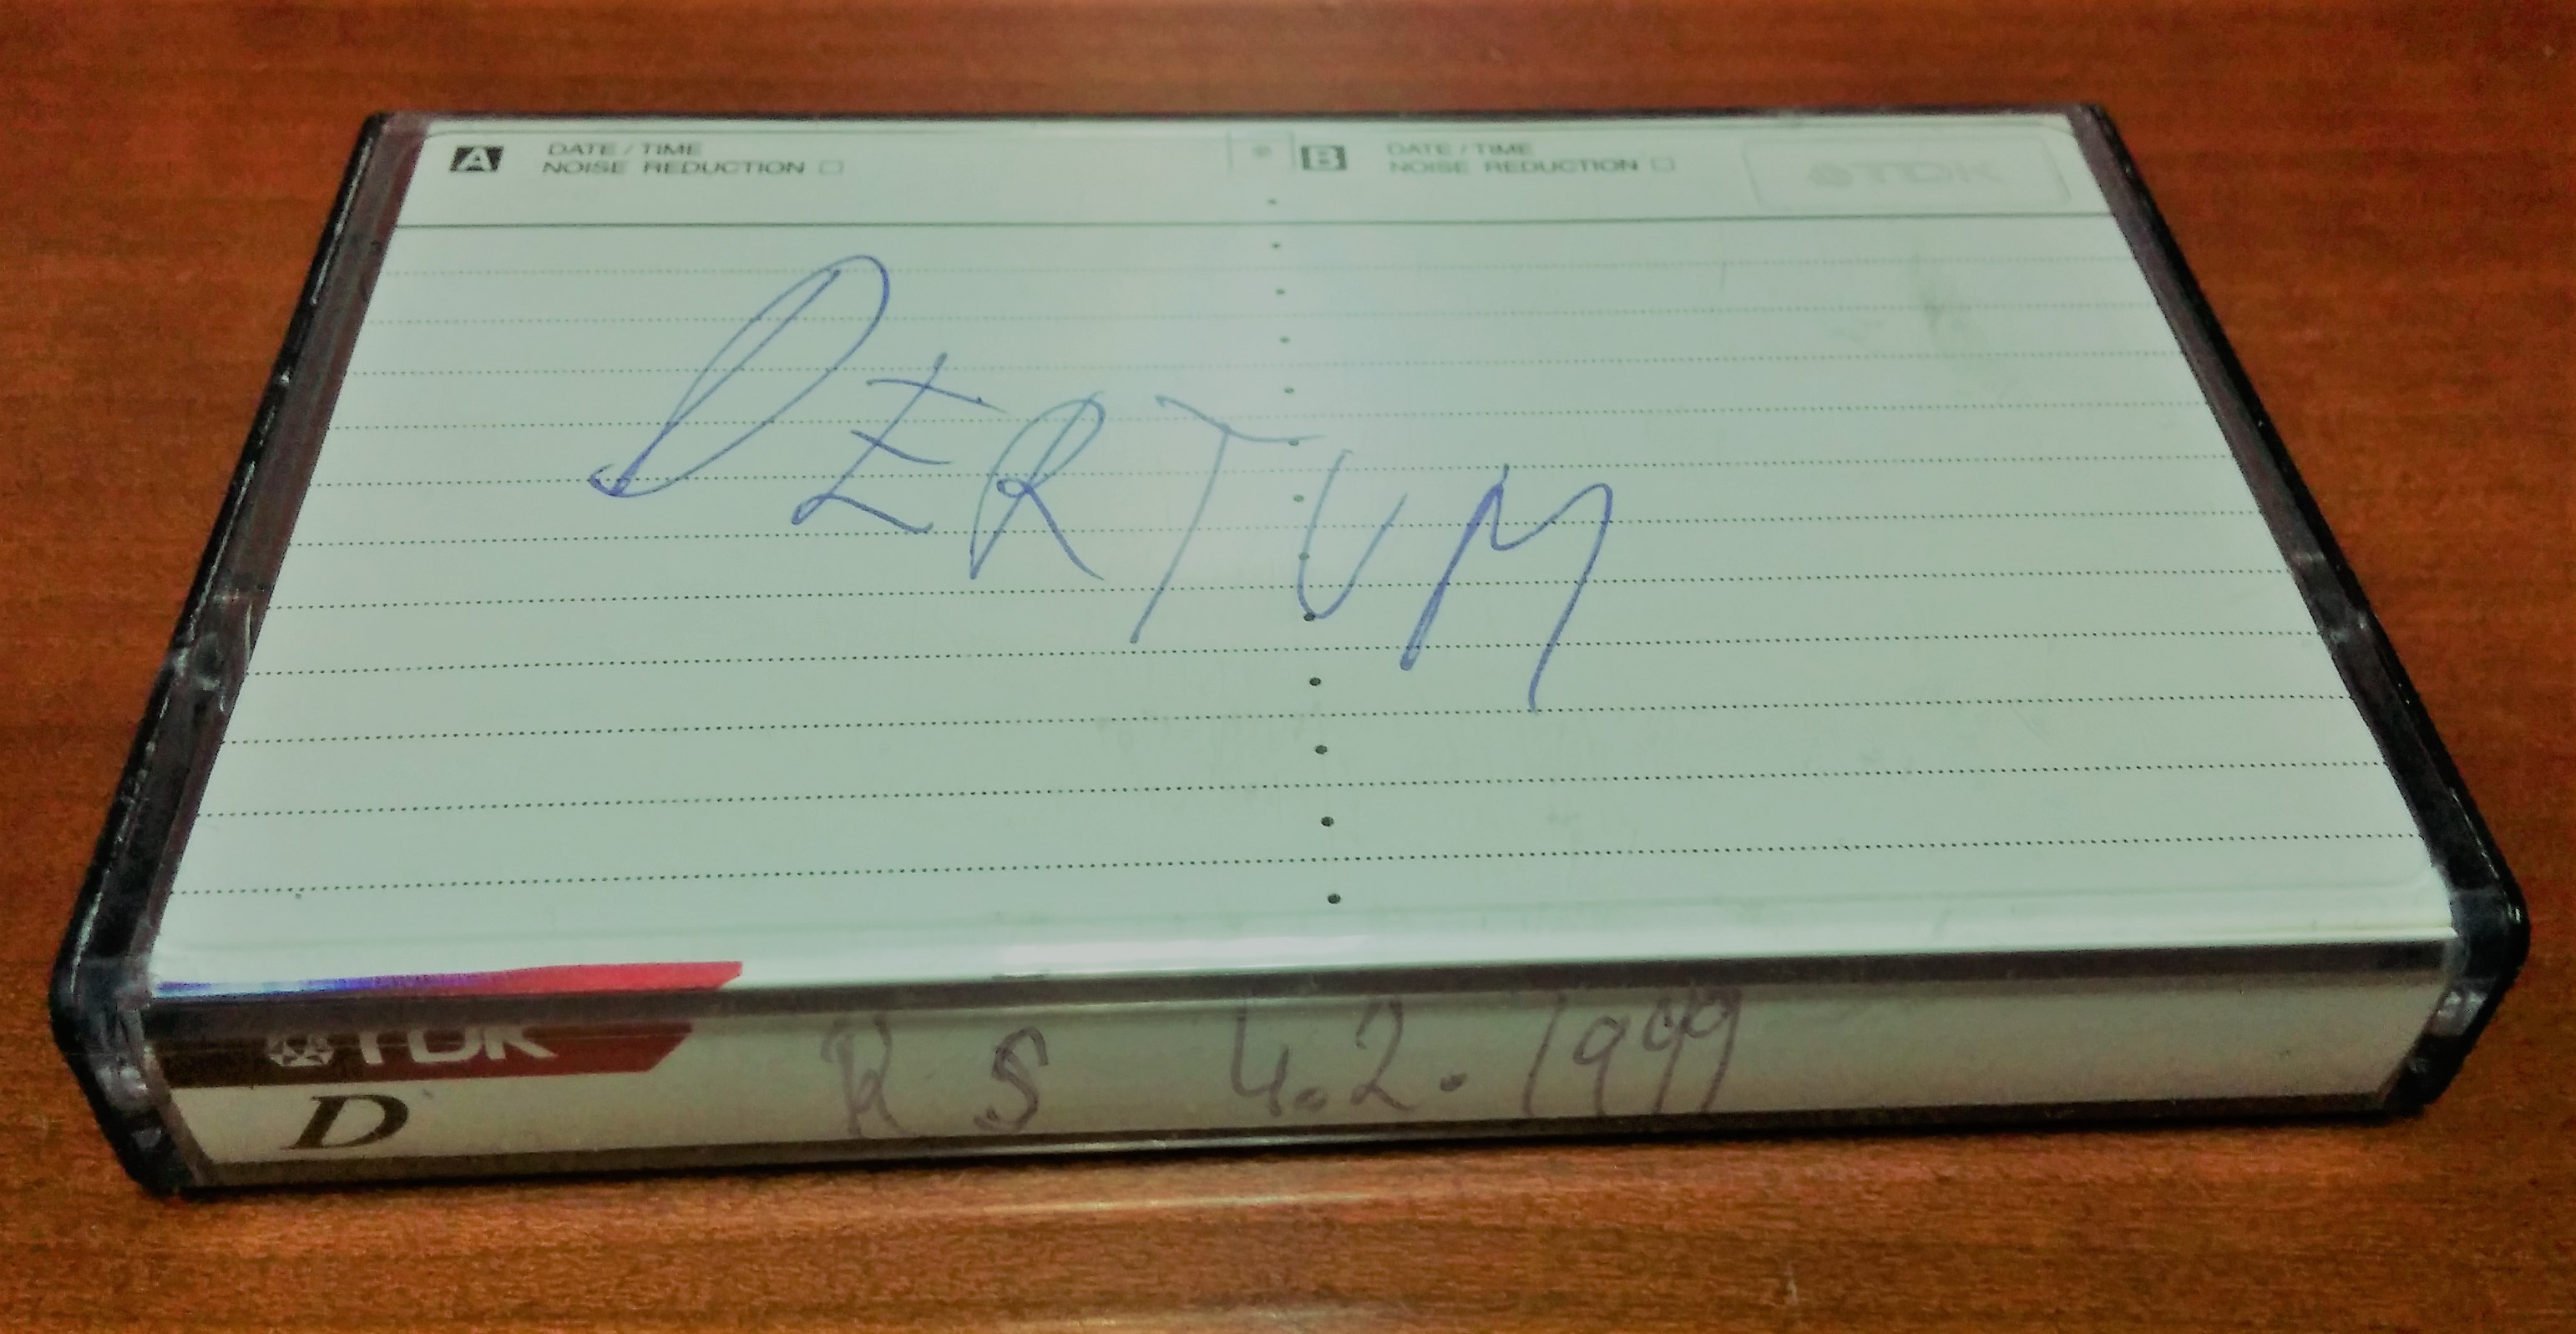 A DATE / TIME
NOISE REDUCTION
B DATE / TIME
NOISE REDUCTION
TDK
DERTUM
TDK
D
R S 4.2.1999